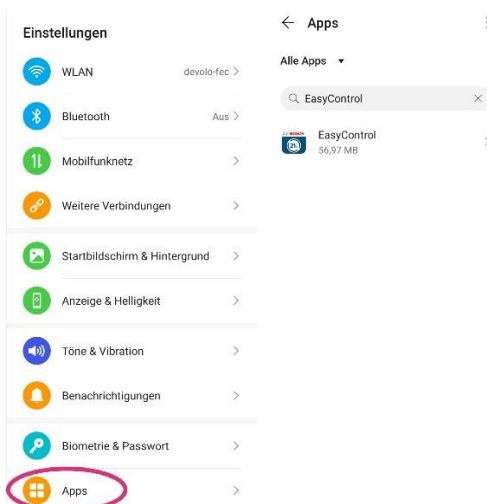 Einstellungen
WLAN
devolo-fec
Bluetooth
Aus
Mobilfunknetz
Weitere Verbindungen
Startbildschirm & Hintergrund
Anzeige & Helligkeit
Töne & Vibration
Benachrichtigungen
Biometrie & Passwort
Apps
Apps
Alle Apps
EasyControl
EasyControl
56,97 MB